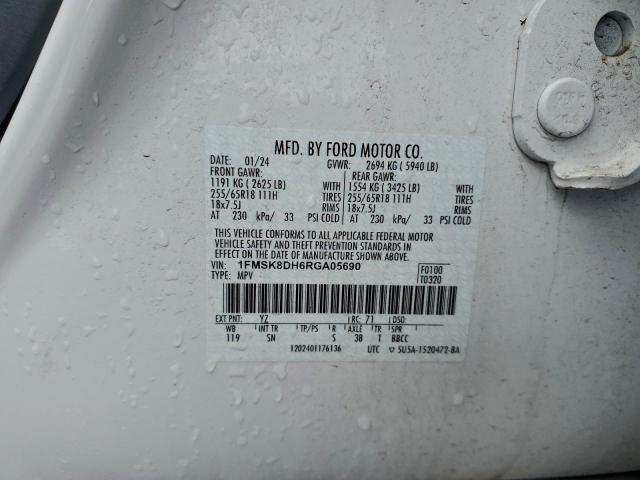 MFD. BY FORD MOTOR CO.
DATE: 01/24 GVWR: 2694 KG ( 5940 LB)
FRONT GAWR: REAR GAWR:
1191 KG ( 2625 LB) WITH 1554 KG ( 3425 LB) WITH
255/65R18 111H TIRES 255/65R18 111H TIRES
18x7.5J RIMS 18x7.5J RIMS
AT 230 kPa/ 33 PSI COLD AT 230 kPa/ 33 PSI COLD
THIS VEHICLE CONFORMS TO ALL APPLICABLE FEDERAL MOTOR
VEHICLE SAFETY AND THEFT PREVENTION STANDARDS IN
EFFECT ON THE DATE OF MANUFACTURE SHOWN ABOVE.
VIN: 1FMSK8DH6RGA05690 F0100
TYPE: MPV T0320
EXT PNT: YZ RC: 71 DSO:
WB INT TR TP/PS R AXLE TR SPR
119 SN S 3B T BBCC
1202401176136 UTC 5U5A-1520472-BA